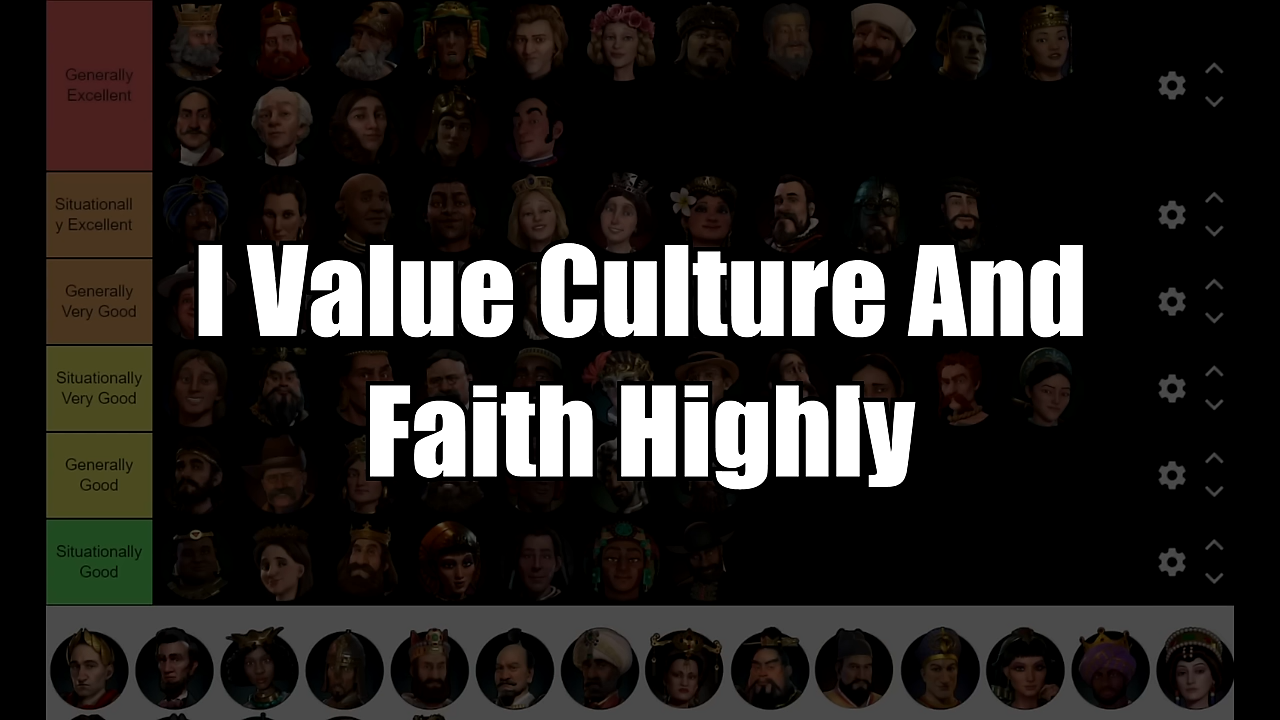 Generally
Excellent
Situationall
y Excellent
Generally
Very Good
Situationally
Very Good
Generally
Good
Situationally
Good
I Value Culture And
Faith Highly